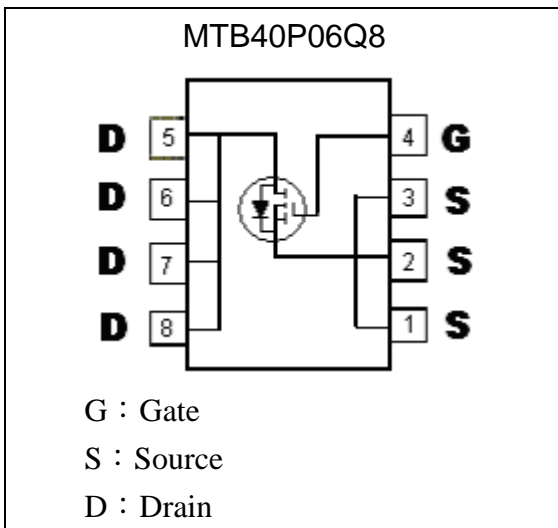 MTB40P06Q8
D 5 4 G
D 6 3 S
D 7 2 S
D 8 1 S
G：Gate
S：Source
D：Drain